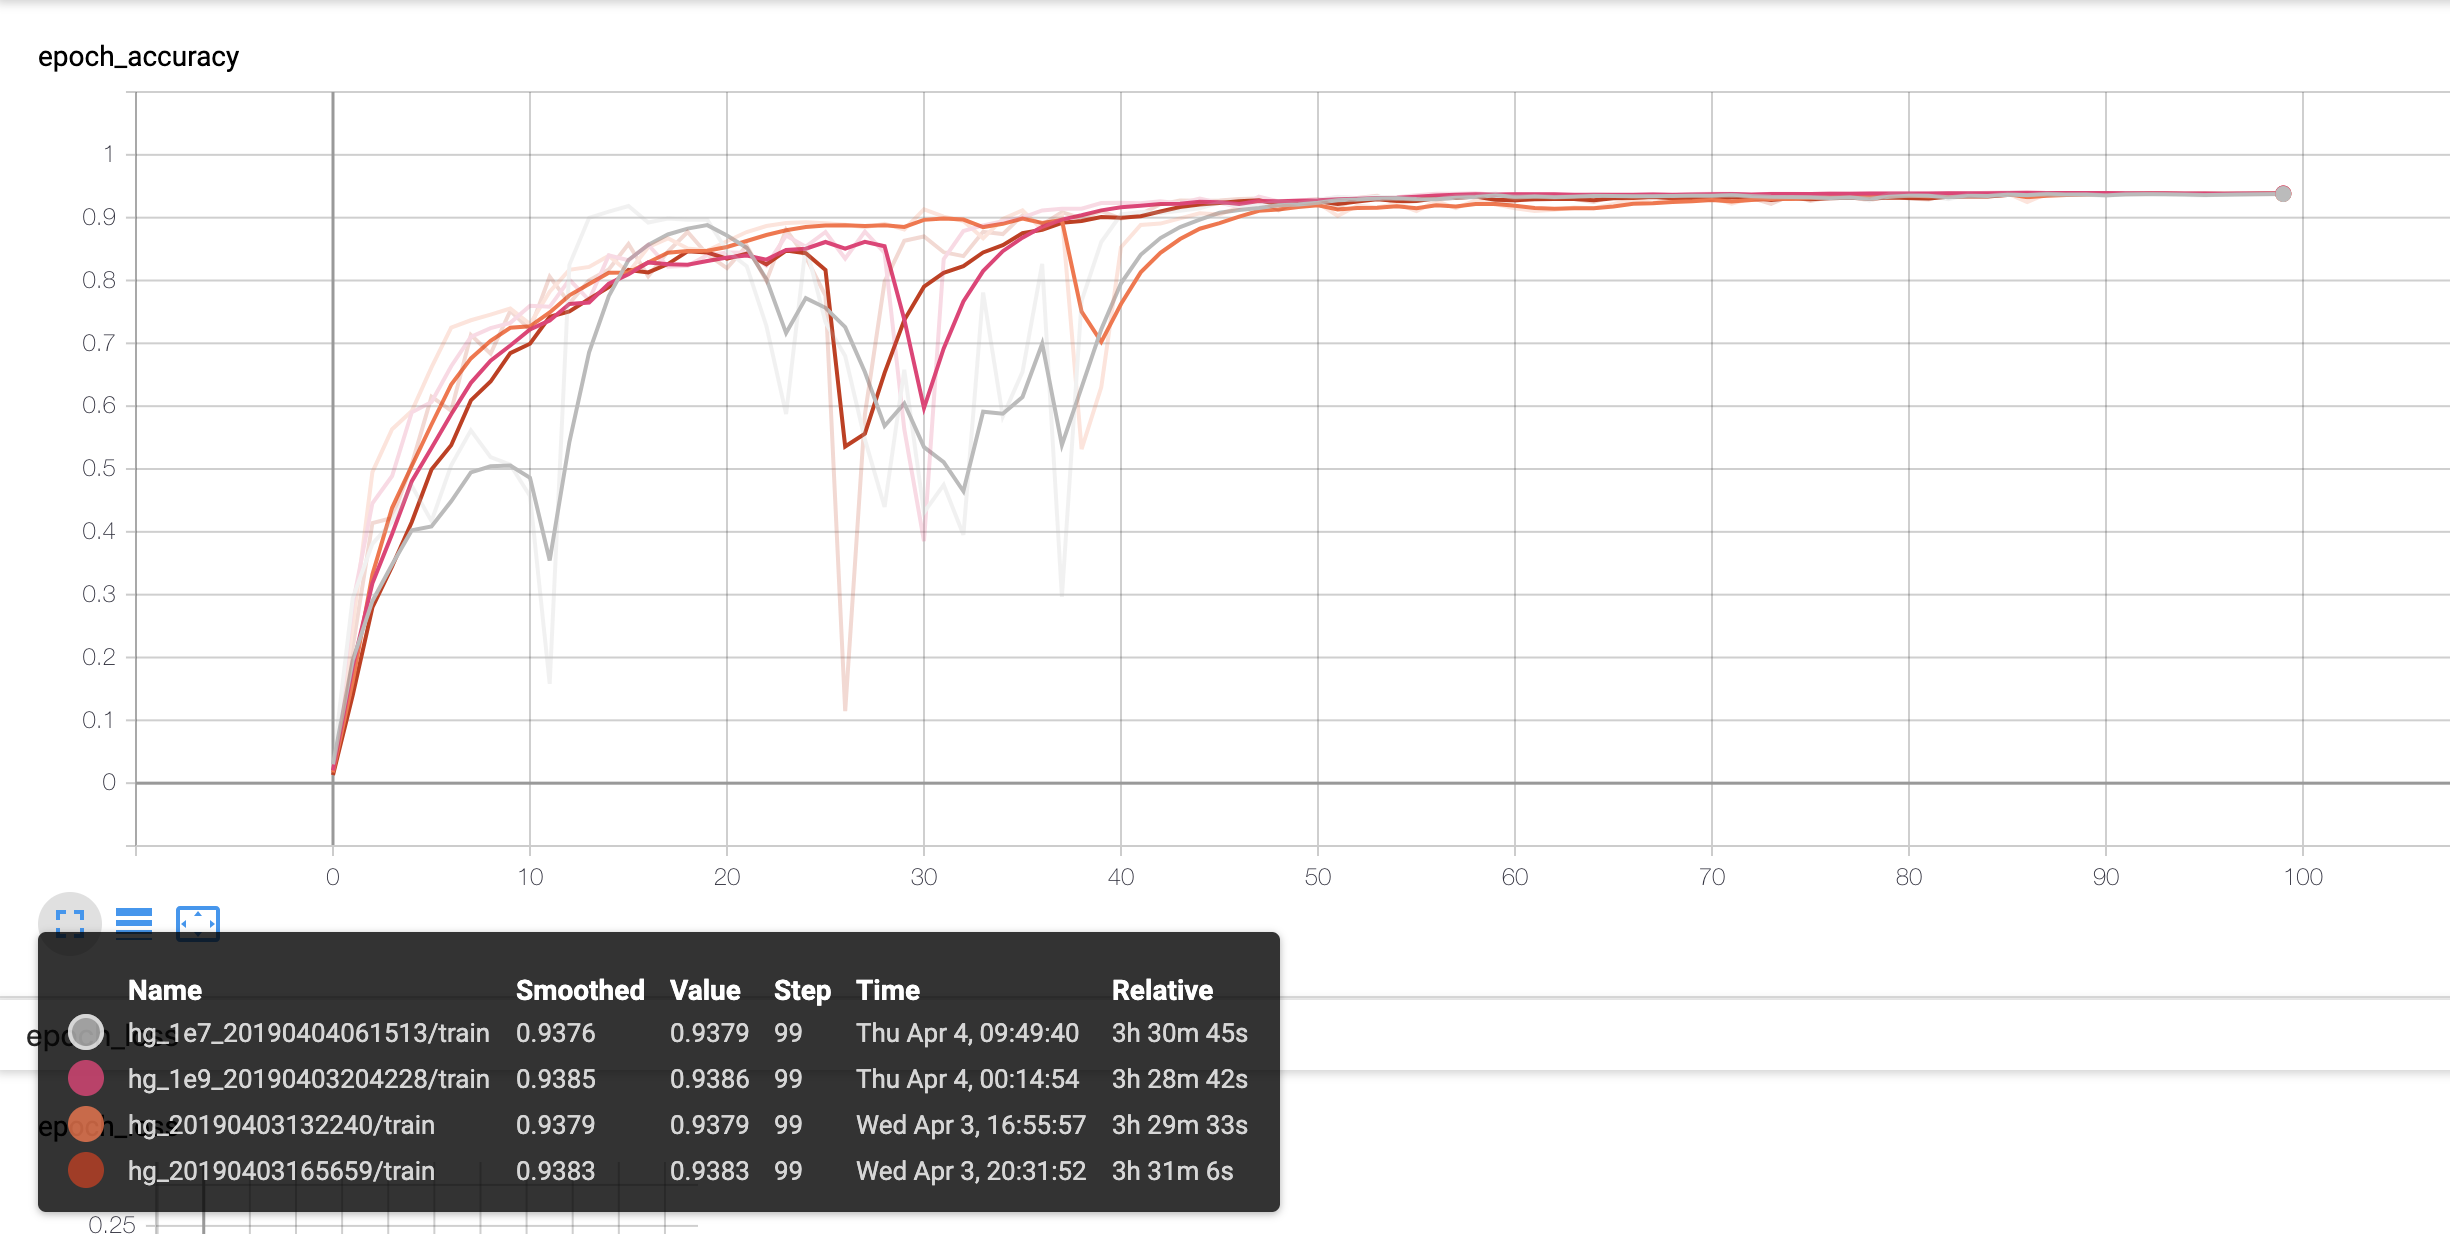 epoch_accuracy
1
0.9
0.8
0.7
0.6
0.5
0.4
0.3
0.2
0.1
0
0 10 20 30 40 50 60 70 80 90 100
Name Smoothed Value Step Time Relative
hg_1e7_20190404061513/train 0.9376 0.9379 99 Thu Apr 4, 09:49:40 3h 30m 45s
epoch_loss
hg_1e9_20190403204228/train 0.9385 0.9386 99 Thu Apr 4, 00:14:54 3h 28m 42s
hg_20190403132240/train 0.9379 0.9379 99 Wed Apr 3, 16:55:57 3h 29m 33s
epoch_loss
hg_20190403165659/train 0.9383 0.9383 99 Wed Apr 3, 20:31:52 3h 31m 6s
0.25